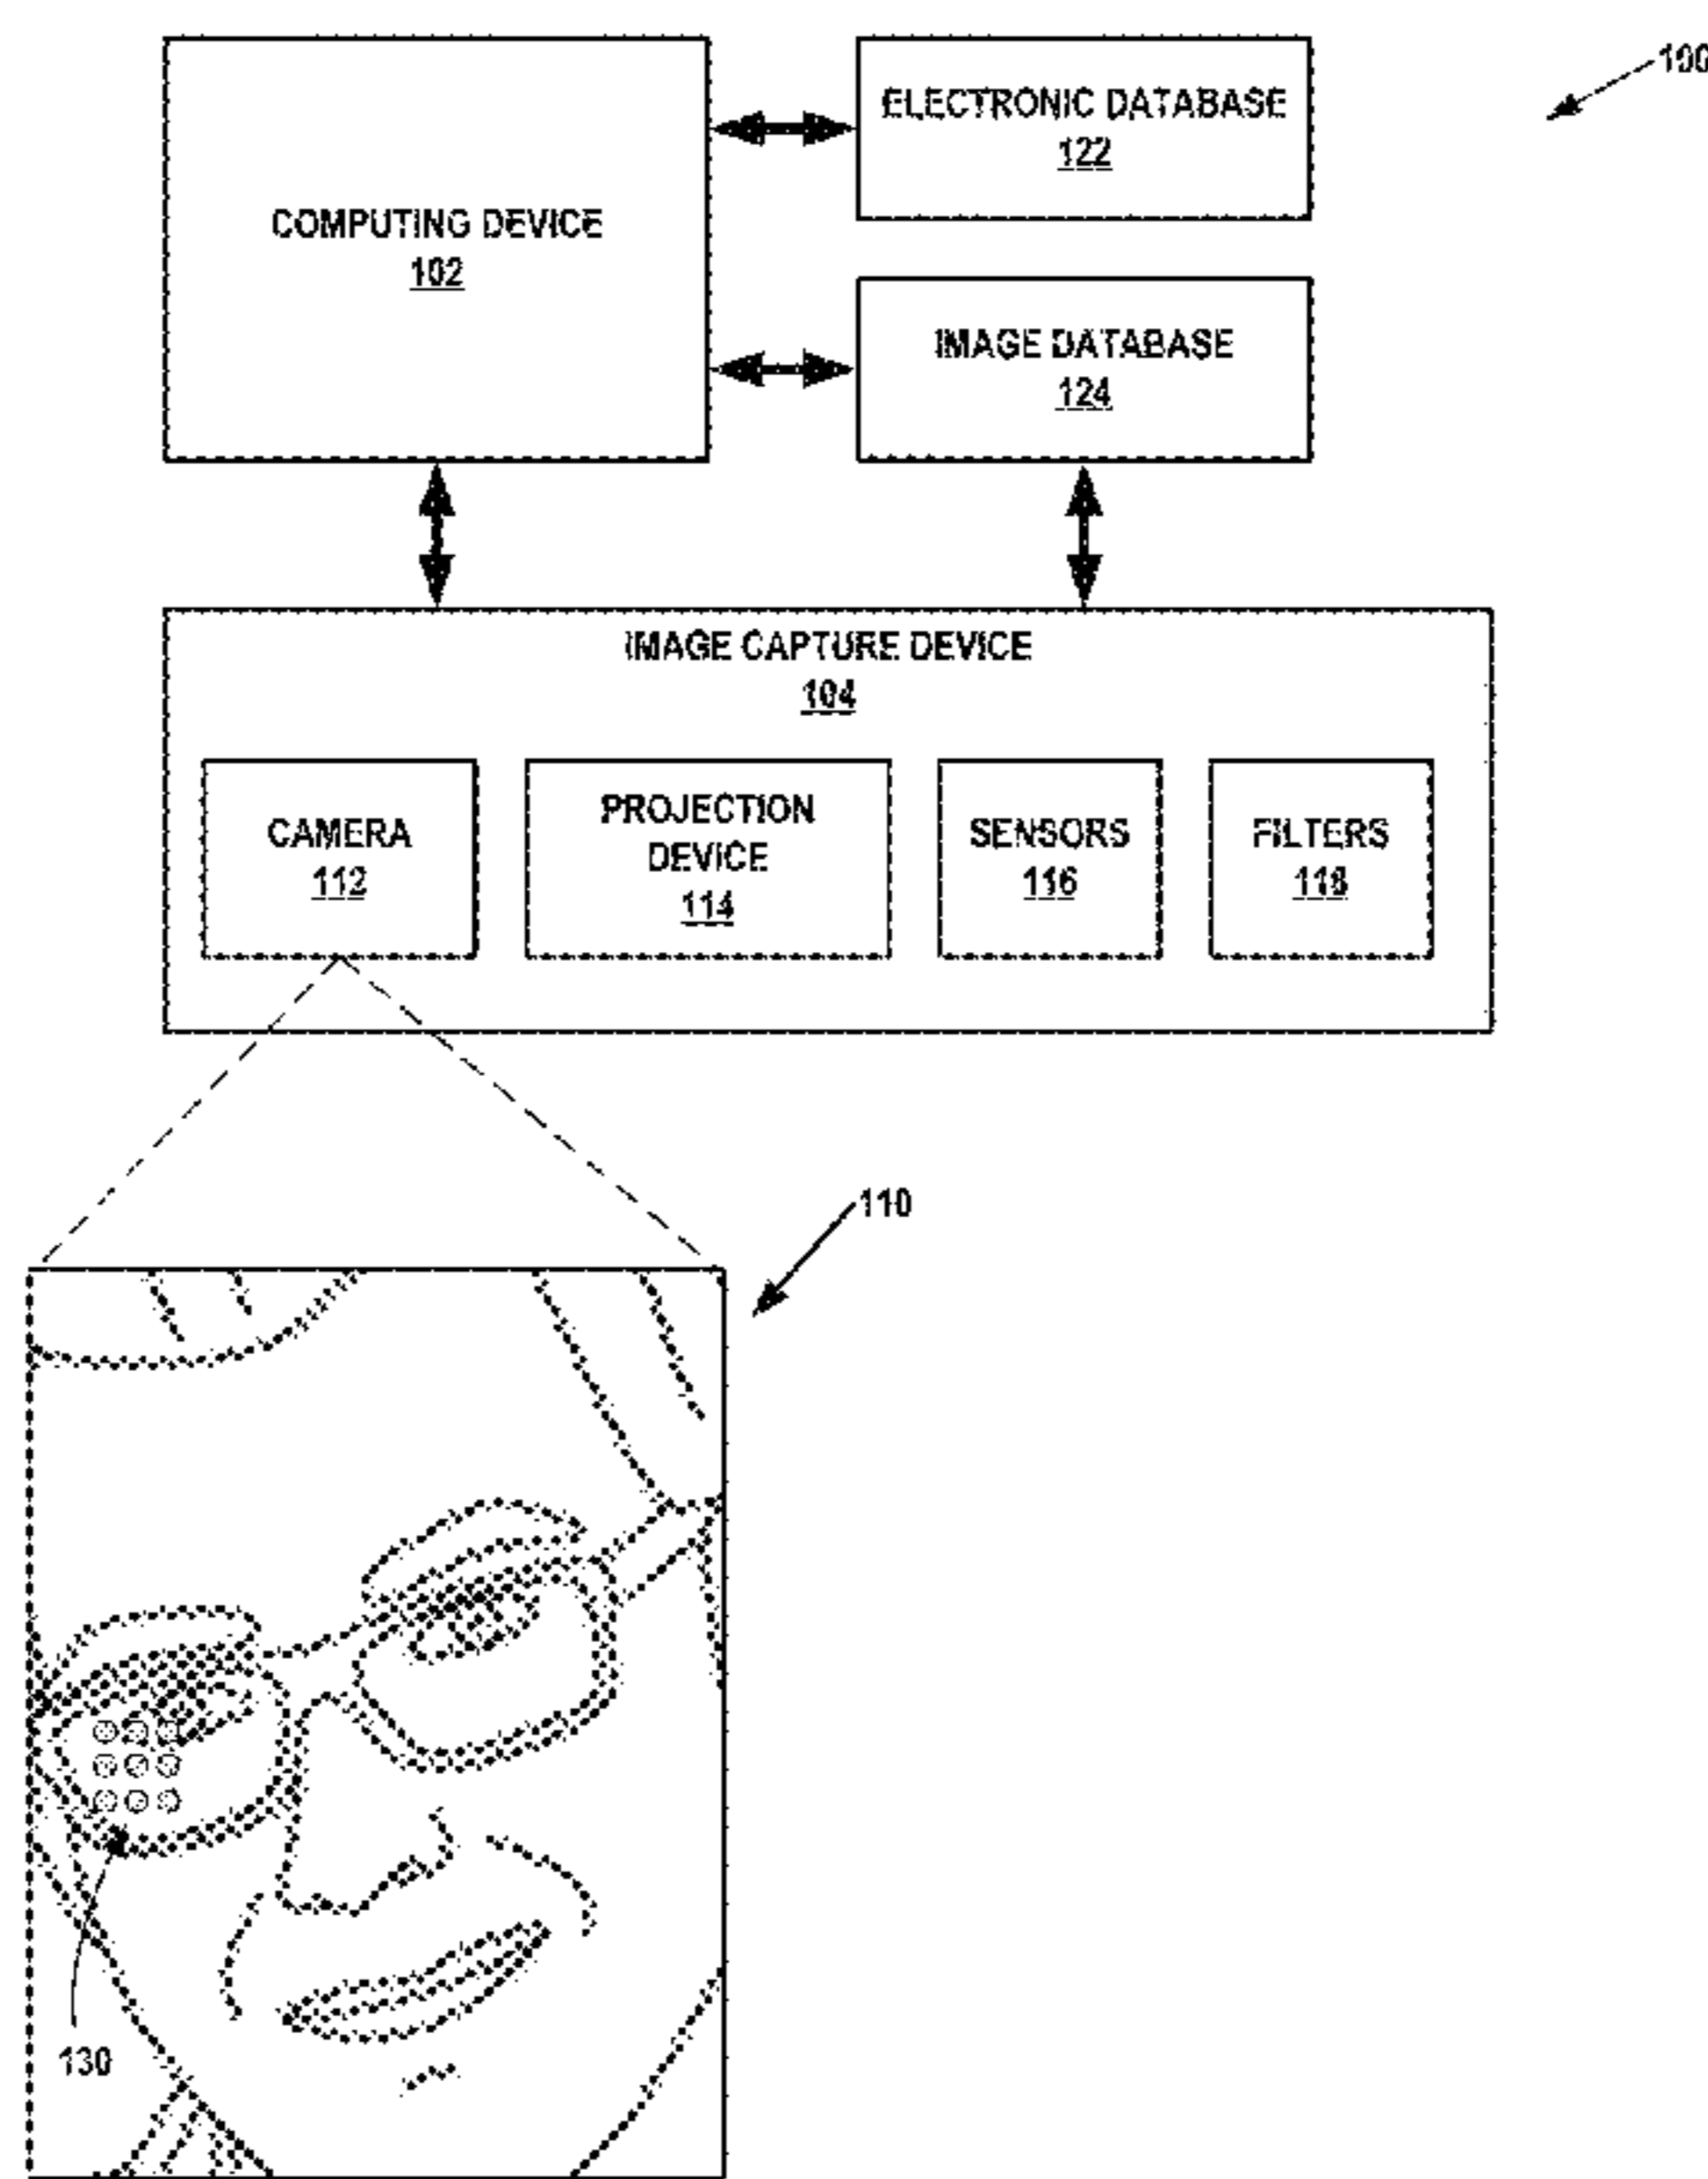 100
ELECTRONIC DATABASE
122
COMPUTING DEVICE
102
IMAGE DATABASE
124
IMAGE CAPTURE DEVICE
104
CAMERA
112
PROJECTION
DEVICE
114
SENSORS
116
FILTERS
118
110
130